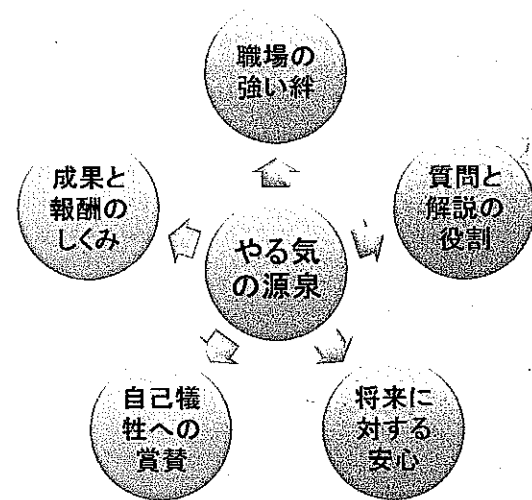 職場の
強い絆
成果と
報酬の
しくみ
質問と
解説の
役割
やる気
の源泉
自己犠
牲への
賞賛
将来に
対する
安心